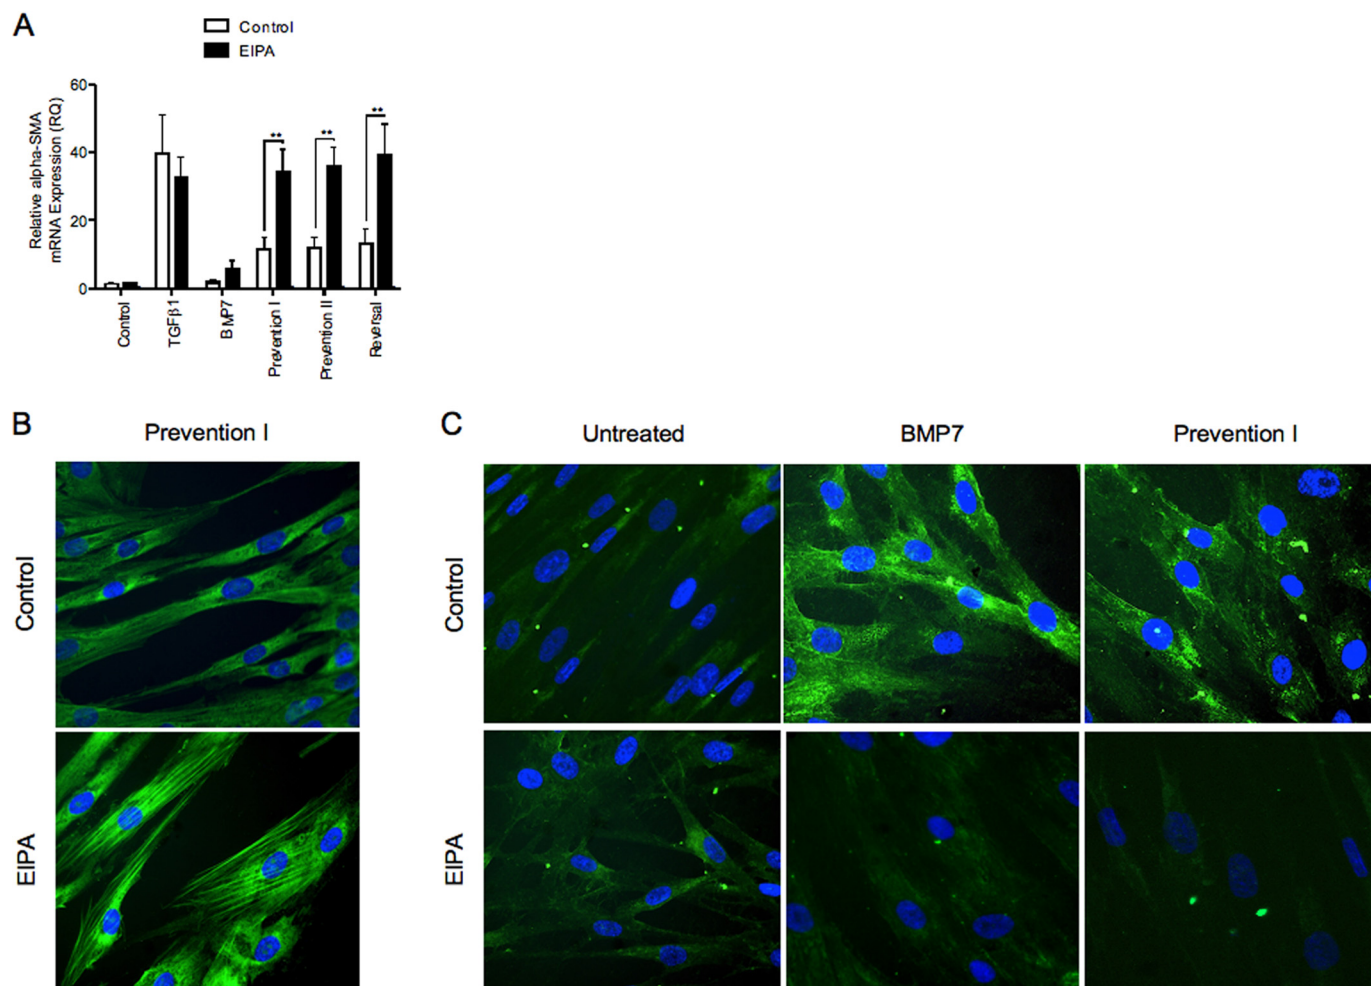 A
Control
EIPA
Relative alpha-SMA
mRNA Expression (RQ)
60
40
20
0
**
**
**
Control
TGFβ1
BMP7
Prevention I
Prevention II
Reversal
B
Prevention I
Control
EIPA
C
Untreated
BMP7
Prevention I
Control
EIPA